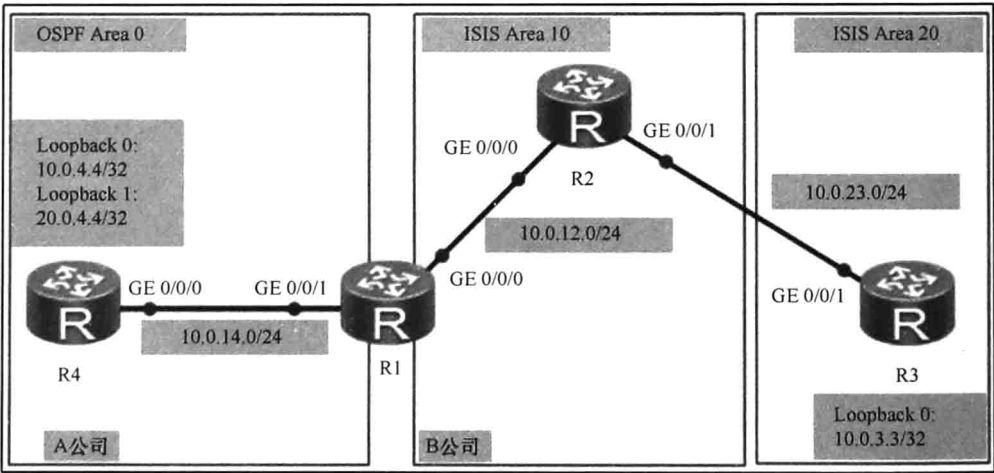 OSPF Area 0
ISIS Area 10
ISIS Area 20
Loopback 0:
10.0.4.4/32
Loopback 1:
20.0.4.4/32
GE 0/0/0
R
R2
GE 0/0/1
10.0.12.0/24
10.0.23.0/24
R
R4
GE 0/0/0
GE 0/0/1
10.0.14.0/24
R
R1
GE 0/0/0
GE 0/0/1
R
R3
Loopback 0:
10.0.3.3/32
A公司
B公司